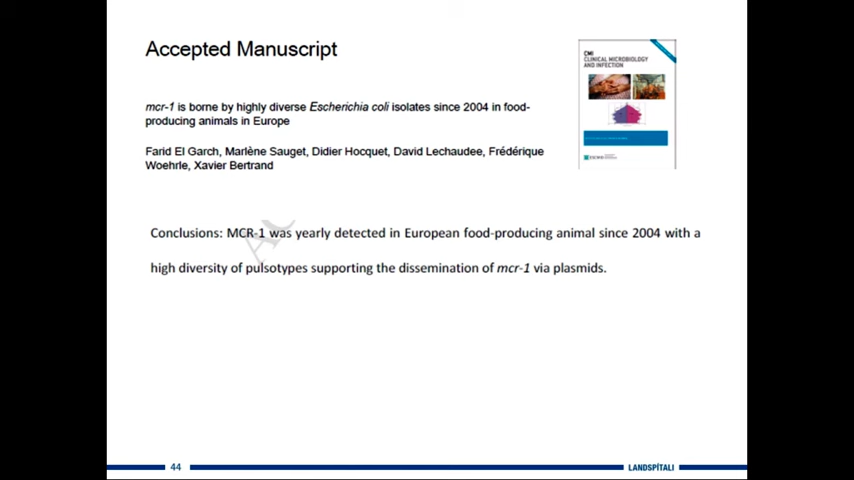 Accepted Manuscript
CMI
CLINICAL MICROBIOLOGY
AND INFECTION
mcr-1 is borne by highly diverse Escherichia coli isolates since 2004 in food-
producing animals in Europe
Farid El Garch, Marlène Sauget, Didier Hocquet, David Lechaudee, Frédérique
Woehrle, Xavier Bertrand
Conclusions: MCR-1 was yearly detected in European food-producing animal since 2004 with a
high diversity of pulsotypes supporting the dissemination of mcr-1 via plasmids.
44
LANDSPÍTALI